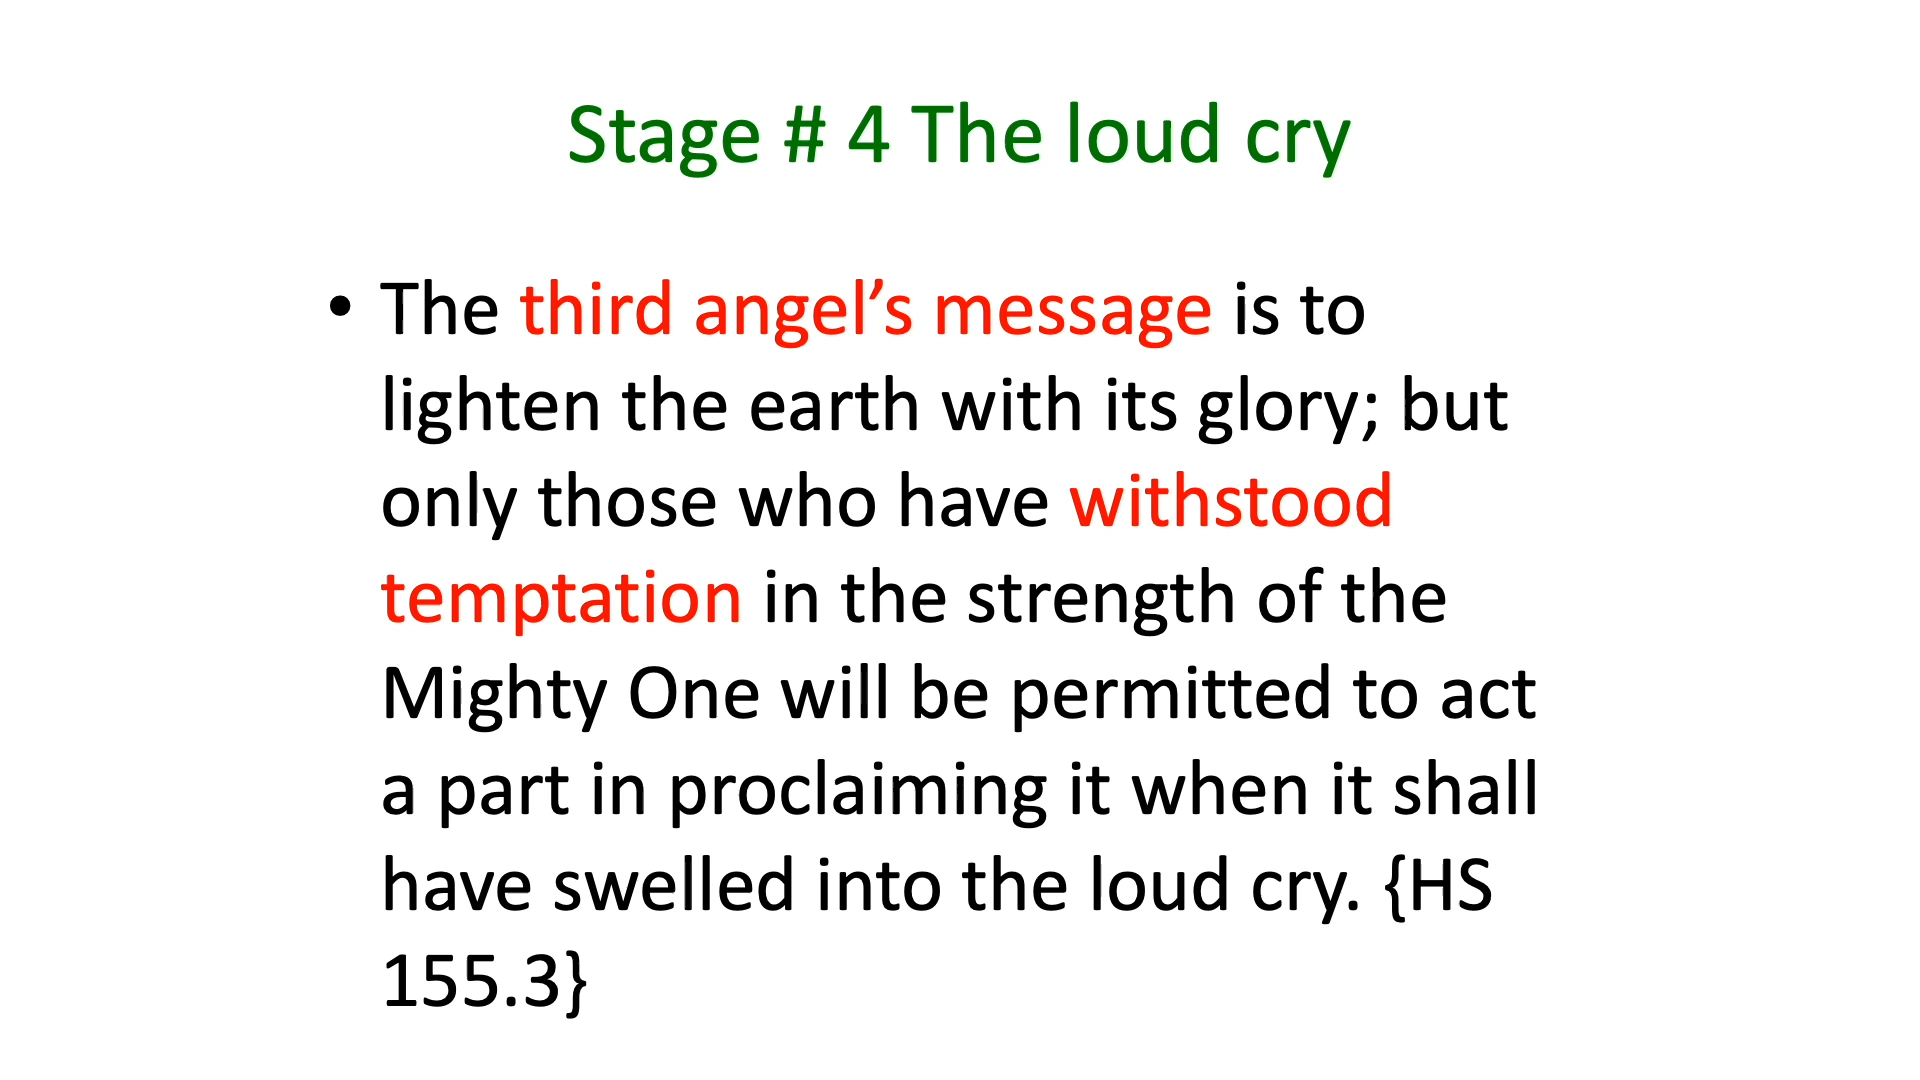 Stage # 4 The loud cry
• The third angel’s message is to
lighten the earth with its glory; but
only those who have withstood
temptation in the strength of the
Mighty One will be permitted to act
a part in proclaiming it when it shall
have swelled into the loud cry. {HS
155.3}